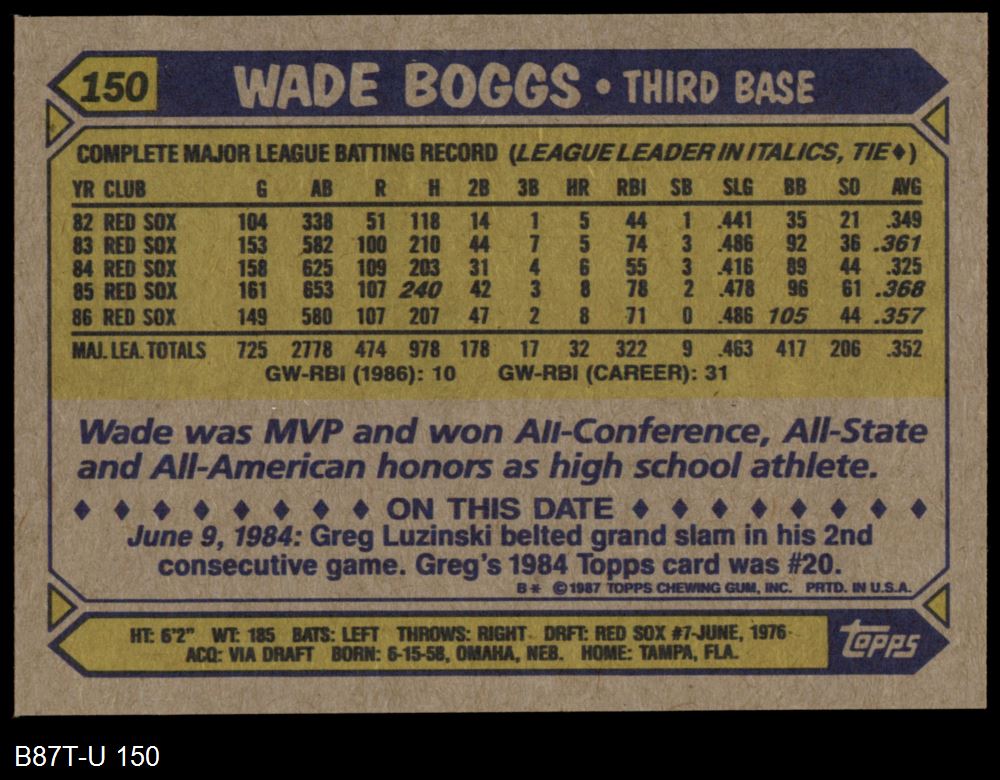 150 WADE BOGGS • THIRD BASE
COMPLETE MAJOR LEAGUE BATTING RECORD (LEAGUE LEADER IN ITALICS, TIE♦)
YR CLUB G AB R H 2B 3B HR RBI SB SLG BB SO AVG
82 RED SOX 104 338 51 118 14 1 5 44 1 .441 35 21 .349
83 RED SOX 153 582 100 210 44 7 5 74 3 .486 92 36 .361
84 RED SOX 158 625 109 203 31 4 6 55 3 .416 89 44 .325
85 RED SOX 161 653 107 240 42 3 8 78 2 .478 96 61 .368
86 RED SOX 149 580 107 207 47 2 8 71 0 .486 105 44 .357
MAJ. LEA. TOTALS 725 2778 474 978 178 17 32 322 9 .463 417 206 .352
GW-RBI (1986): 10 GW-RBI (CAREER): 31
Wade was MVP and won All-Conference, All-State
and All-American honors as high school athlete.
♦ ♦ ♦ ♦ ♦ ♦ ♦ ♦ ON THIS DATE ♦ ♦ ♦ ♦ ♦ ♦ ♦ ♦
June 9, 1984: Greg Luzinski belted grand slam in his 2nd
consecutive game. Greg's 1984 Topps card was #20.
B* © 1987 TOPPS CHEWING GUM, INC. PRTD. IN U.S.A.
HT: 6'2" WT: 185 BATS: LEFT THROWS: RIGHT DRFT: RED SOX #7-JUNE, 1976
ACQ: VIA DRAFT BORN: 6-15-58, OMAHA, NEB. HOME: TAMPA, FLA.
TOPPS
B87T-U 150